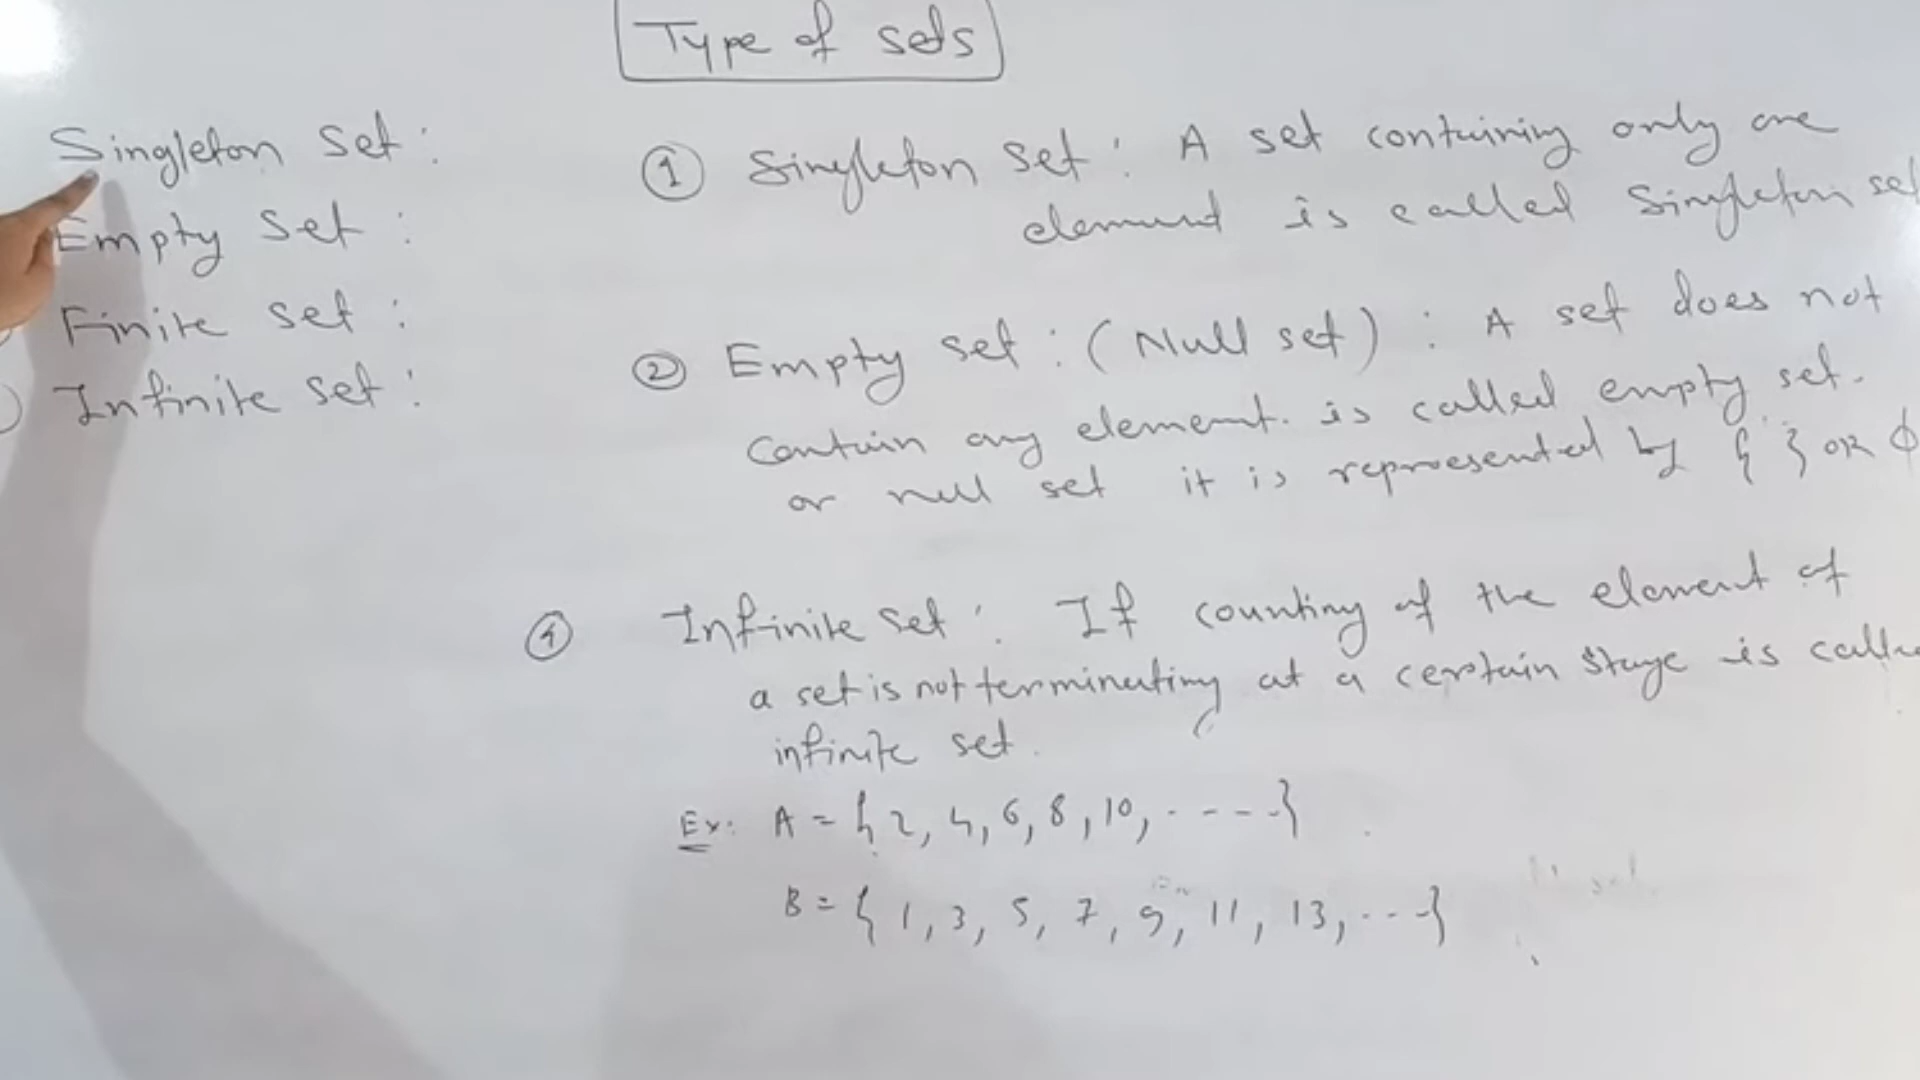 Type of sets
Singleton Set :
Empty Set :
Finite set :
Infinite set :
① Singleton Set : A set containing only one
element is called Singleton set
② Empty set : (Null set) : A set does not
Contain any element. is called empty set.
or null set it is represented by { } or ϕ
④ Infinite set : If counting of the element of
a set is not terminating at a certain stage is calle
infinite set.
Ex: A = { 2, 4, 6, 8, 10, - - - - }
B = { 1, 3, 5, 7, 9, 11, 13, - - - }